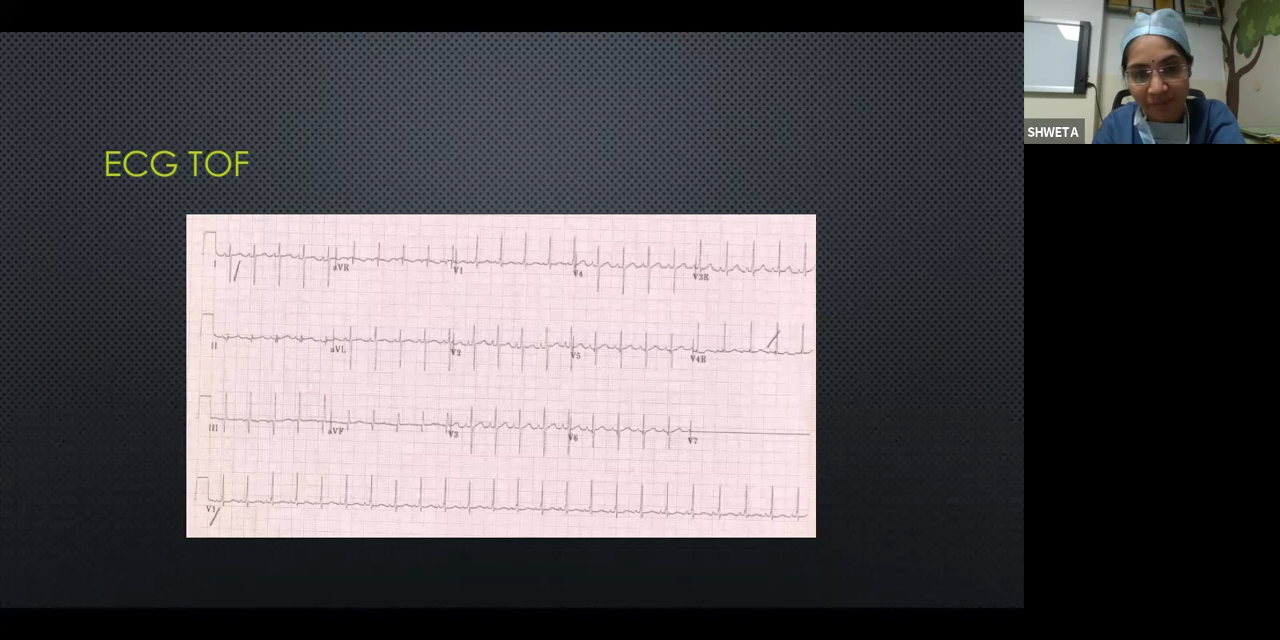 SHWETA
ECG TOF
I
aVR
V1
V4
V3R
II
aVL
V2
V5
V4R
III
aVF
V3
V6
V7
V1